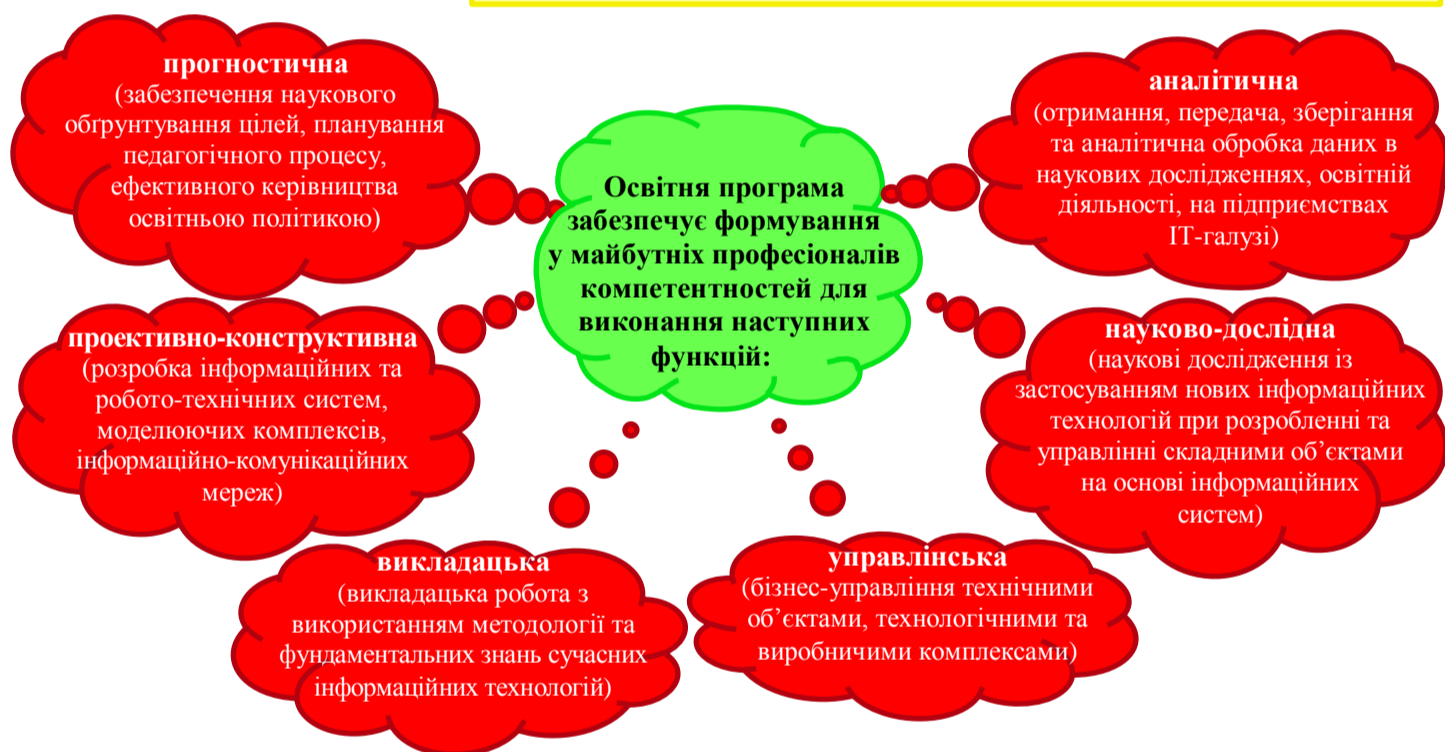 прогностична
(забезпечення наукового
обґрунтування цілей, планування
педагогічного процесу,
ефективного керівництва
освітньою політикою)
аналітична
(отримання, передача, зберігання
та аналітична обробка даних в
наукових дослідженнях, освітній
діяльності, на підприємствах
ІТ-галузі)
Освітня програма
забезпечує формування
у майбутніх професіоналів
компетентностей для
виконання наступних
функцій:
проективно-конструктивна
(розробка інформаційних та
робото-технічних систем,
моделюючих комплексів,
інформаційно-комунікаційних
мереж)
науково-дослідна
(наукові дослідження із
застосуванням нових інформаційних
технологій при розробленні та
управлінні складними об’єктами
на основі інформаційних
систем)
викладацька
(викладацька робота з
використанням методології та
фундаментальних знань сучасних
інформаційних технологій)
управлінська
(бізнес-управління технічними
об’єктами, технологічними та
виробничими комплексами)